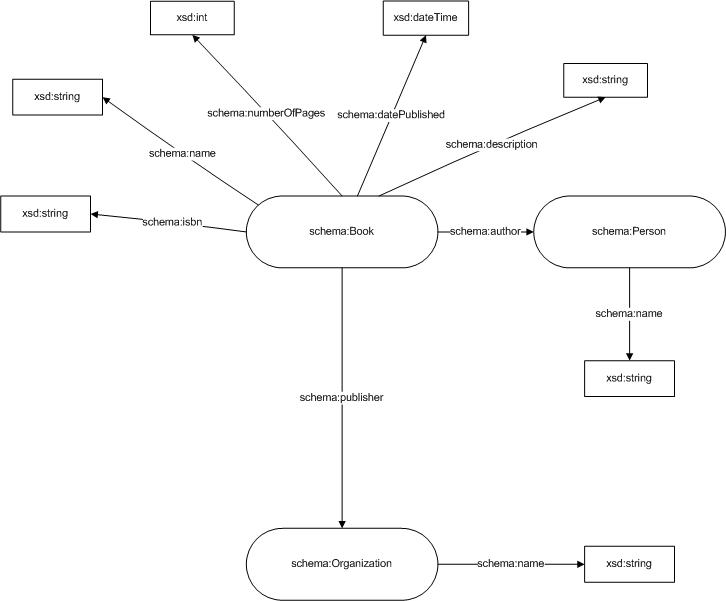 xsd:int
xsd:dateTime
xsd:string
xsd:string
schema:numberOfPages
schema:datePublished
schema:description
schema:name
xsd:string
schema:isbn
schema:Book
schema:author
schema:Person
schema:name
xsd:string
schema:publisher
schema:Organization
schema:name
xsd:string